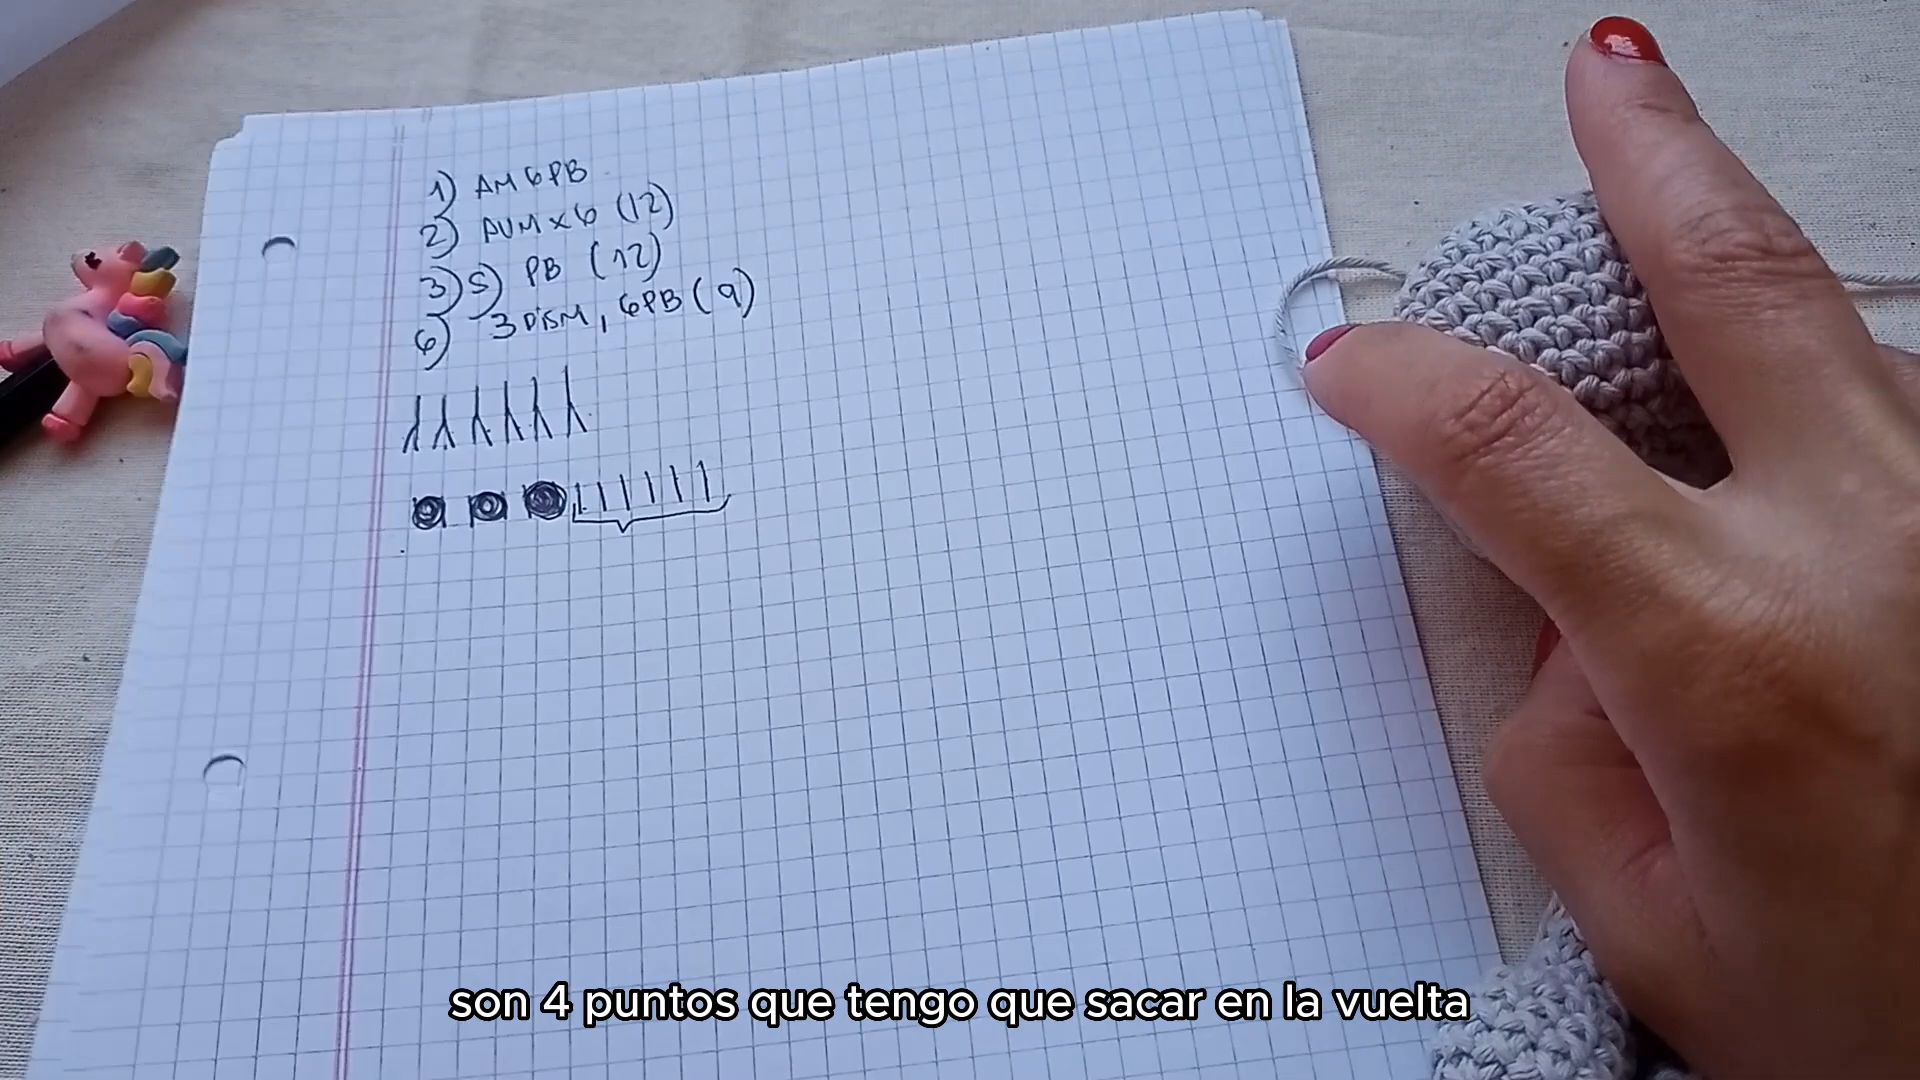 1) AM 6PB
2) AUM x 6 (12)
3) 5) PB (12)
6) 3 DISM, 6PB (9)
son 4 puntos que tengo que sacar en la vuelta